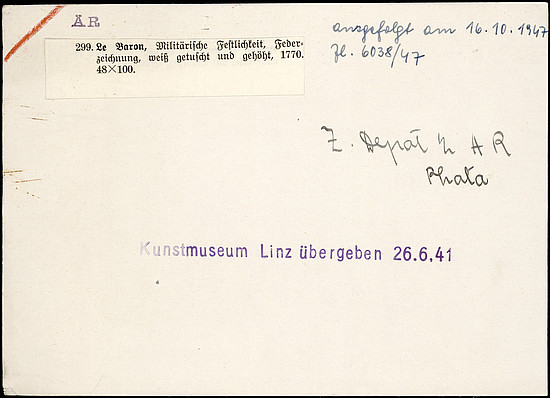 ÄR
ausgefolgt am 16.10.1947
Zl. 6038/47
299. Le Baron, Militärische Festlichkeit, Feder-
zeichnung, weiß getuscht und gehöht, 1770.
48×100.
Z. Depot AR
Kunstmuseum Linz übergeben 26.6.41